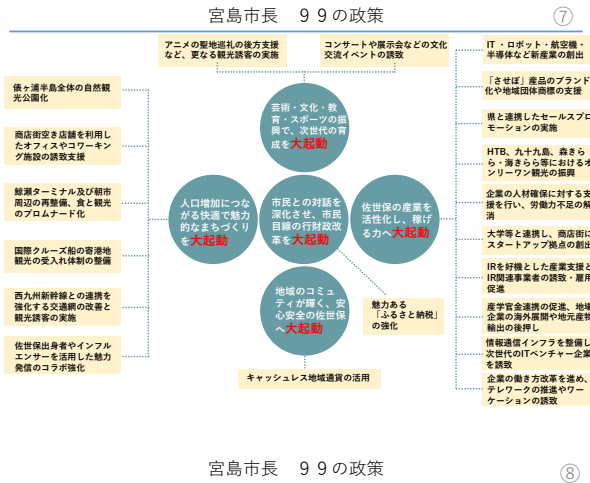 宮島市長　９９の政策
⑦
アニメの聖地巡礼の後方支援
など、更なる観光誘客の実施
コンサートや展示会などの文化
交流イベントの誘致
俵ヶ浦半島全体の自然観
光公園化
商店街空き店舗を利用し
たオフィスやコワーキン
グ施設の誘致支援
鯨瀬ターミナル及び朝市
周辺の再整備、食と観光
のプロムナード化
国際クルーズ船の寄港地
観光の受入れ体制の整備
西九州新幹線との連携を
強化する交通網の改善と
観光誘客の実施
佐世保出身者やインフル
エンサーを活用した魅力
発信のコラボ強化
芸術・文化・教
育・スポーツの振
興で、次世代の育
成を大起動
人口増加につな
がる快適で魅力
的なまちづくり
を大起動
市民との対話を
深化させ、市民
目線の行財政改
革を大起動
佐世保の産業を
活性化し、稼げ
る力へ大起動
地域のコミュニ
ティが輝く、安
心安全の佐世保
へ大起動
魅力ある
「ふるさと納税」
の強化
キャッシュレス地域通貨の活用
IT・ロボット・航空機・
半導体など新産業の創出
「させぼ」産品のブランド
化や地域団体商標の支援
県と連携したセールスプロ
モーションの実施
HTB、九十九島、森きら
ら・海きらら等におけるオ
ンリーワン観光の振興
企業の人材確保に対する支
援を行い、労働力不足の解
消
大学等と連携し、商店街に
スタートアップ拠点の創出
IRを好機とした産業支援と
IR関連事業者の誘致・雇用
促進
産学官金連携の促進、地場
企業の海外展開や地元産物
輸出の後押し
情報通信インフラを整備し
次世代のITベンチャー企業
を誘致
企業の働き方改革を進め、
テレワークの推進やワー
ケーションの誘致
宮島市長　９９の政策
⑧